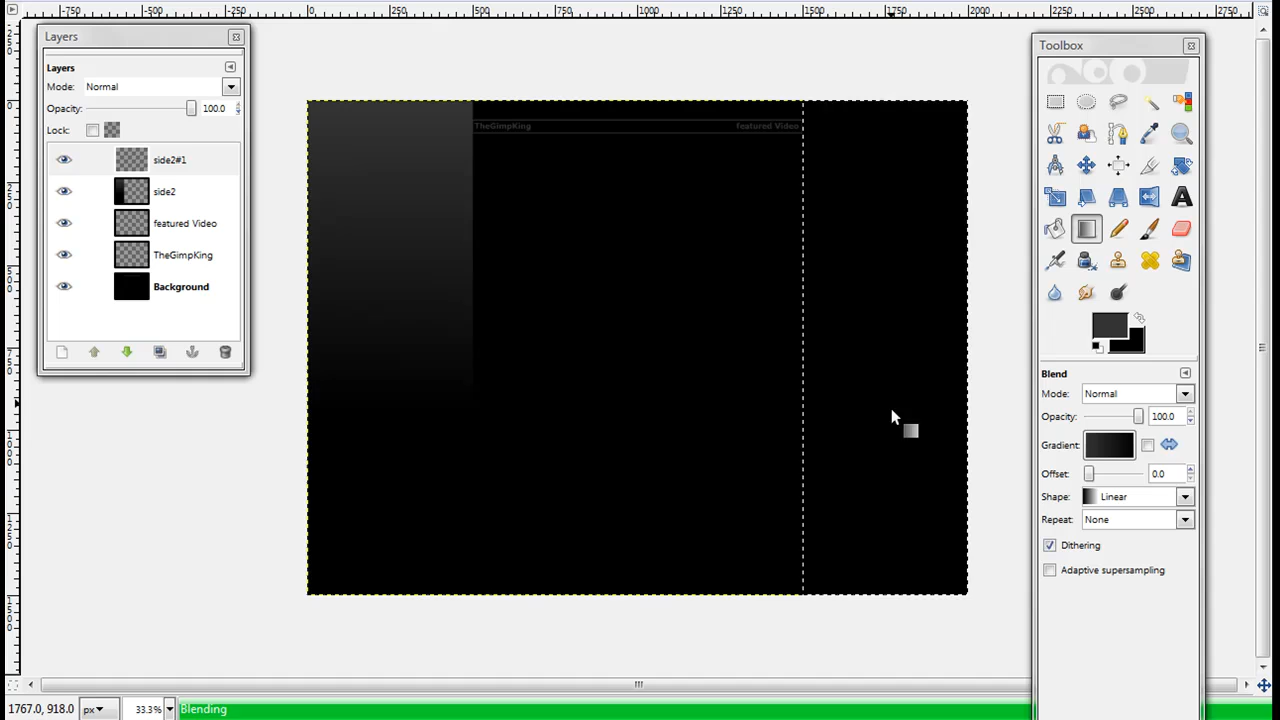 -750 -500 -250 0 250 500 750 1000 1250 1500 1750 2000 2250 2500 2750
Layers
Layers
Mode: Normal
Opacity: 100.0
Lock:
side2#1
side2
featured Video
TheGimpKing
Background
TheGimpKing featured Video
Toolbox
Blend
Mode: Normal
Opacity: 100.0
Gradient:
Offset: 0.0
Shape: Linear
Repeat: None
Dithering
Adaptive supersampling
1767.0, 918.0 px 33.3% Blending